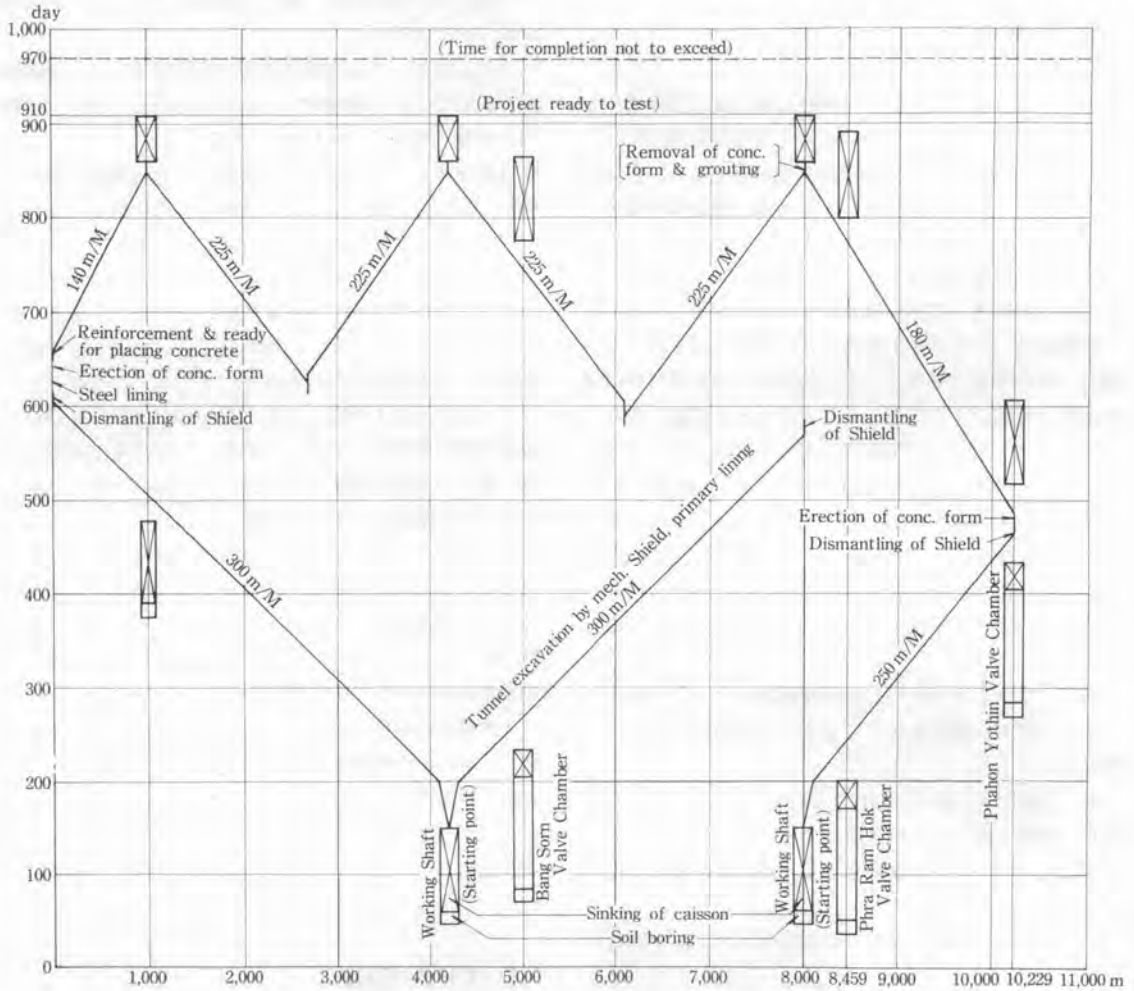 day
1,000
(Time for completion not to exceed)
970
910
(Project ready to test)
900
[Removal of conc.
form & grouting]
800
140 m/M
225 m/M
225 m/M
225 m/M
225 m/M
180 m/M
700
Reinforcement & ready
for placing concrete
Erection of conc. form
Steel lining
Dismantling of Shield
600
Dismantling
of Shield
500
Erection of conc. form
Dismantling of Shield
400
300 m/M
Tunnel excavation by mech. Shield, primary lining
300 m/M
250 m/M
Phahon Yothin Valve Chamber
300
200
Working Shaft
(Starting point)
Bang Sorn
Valve Chamber
Working Shaft
(Starting point)
Phra Ram Hok
Valve Chamber
100
Sinking of caisson
Soil boring
0
1,000 2,000 3,000 4,000 5,000 6,000 7,000 8,000 8,459 9,000 10,000 10,229 11,000 m